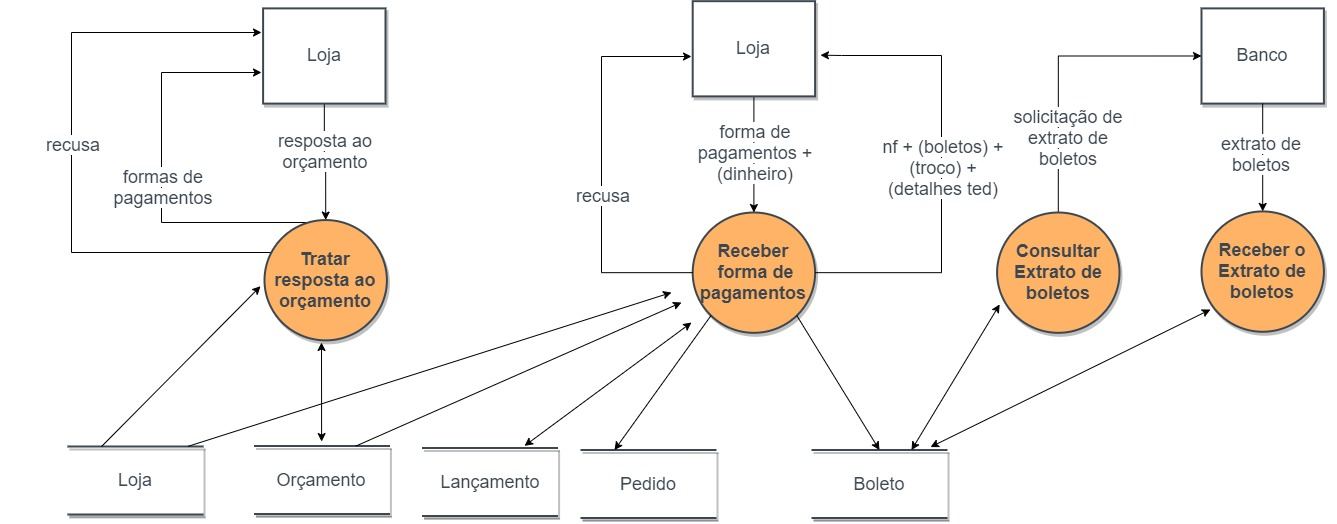 Loja
resposta ao
orçamento
recusa
formas de
pagamentos
Tratar
resposta ao
orçamento
Loja
forma de
pagamentos +
(dinheiro)
recusa
nf + (boletos) +
(troco) +
(detalhes ted)
Receber
forma de
pagamentos
solicitação de
extrato de
boletos
Consultar
Extrato de
boletos
Banco
extrato de
boletos
Receber o
Extrato de
boletos
Loja
Orçamento
Lançamento
Pedido
Boleto